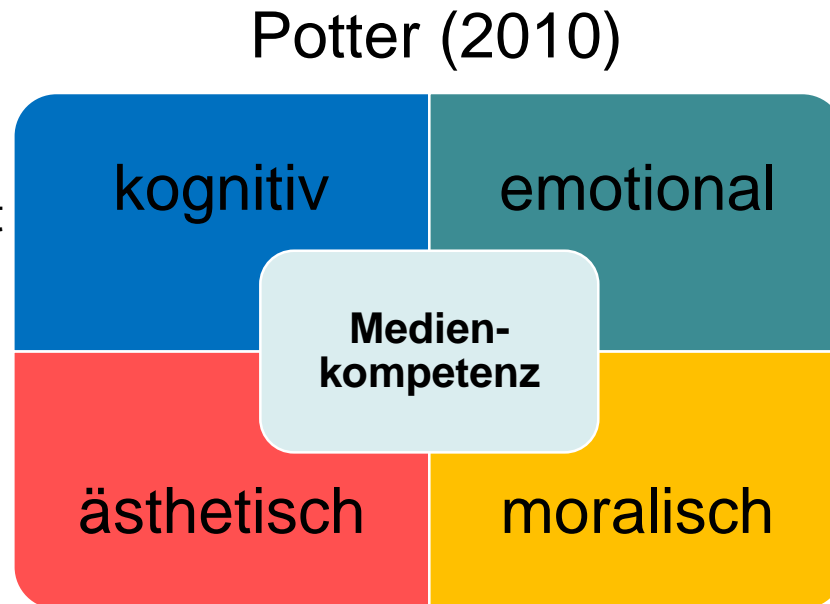 Potter (2010)
kognitiv
emotional
t
Medien-
kompetenz
ästhetisch
moralisch